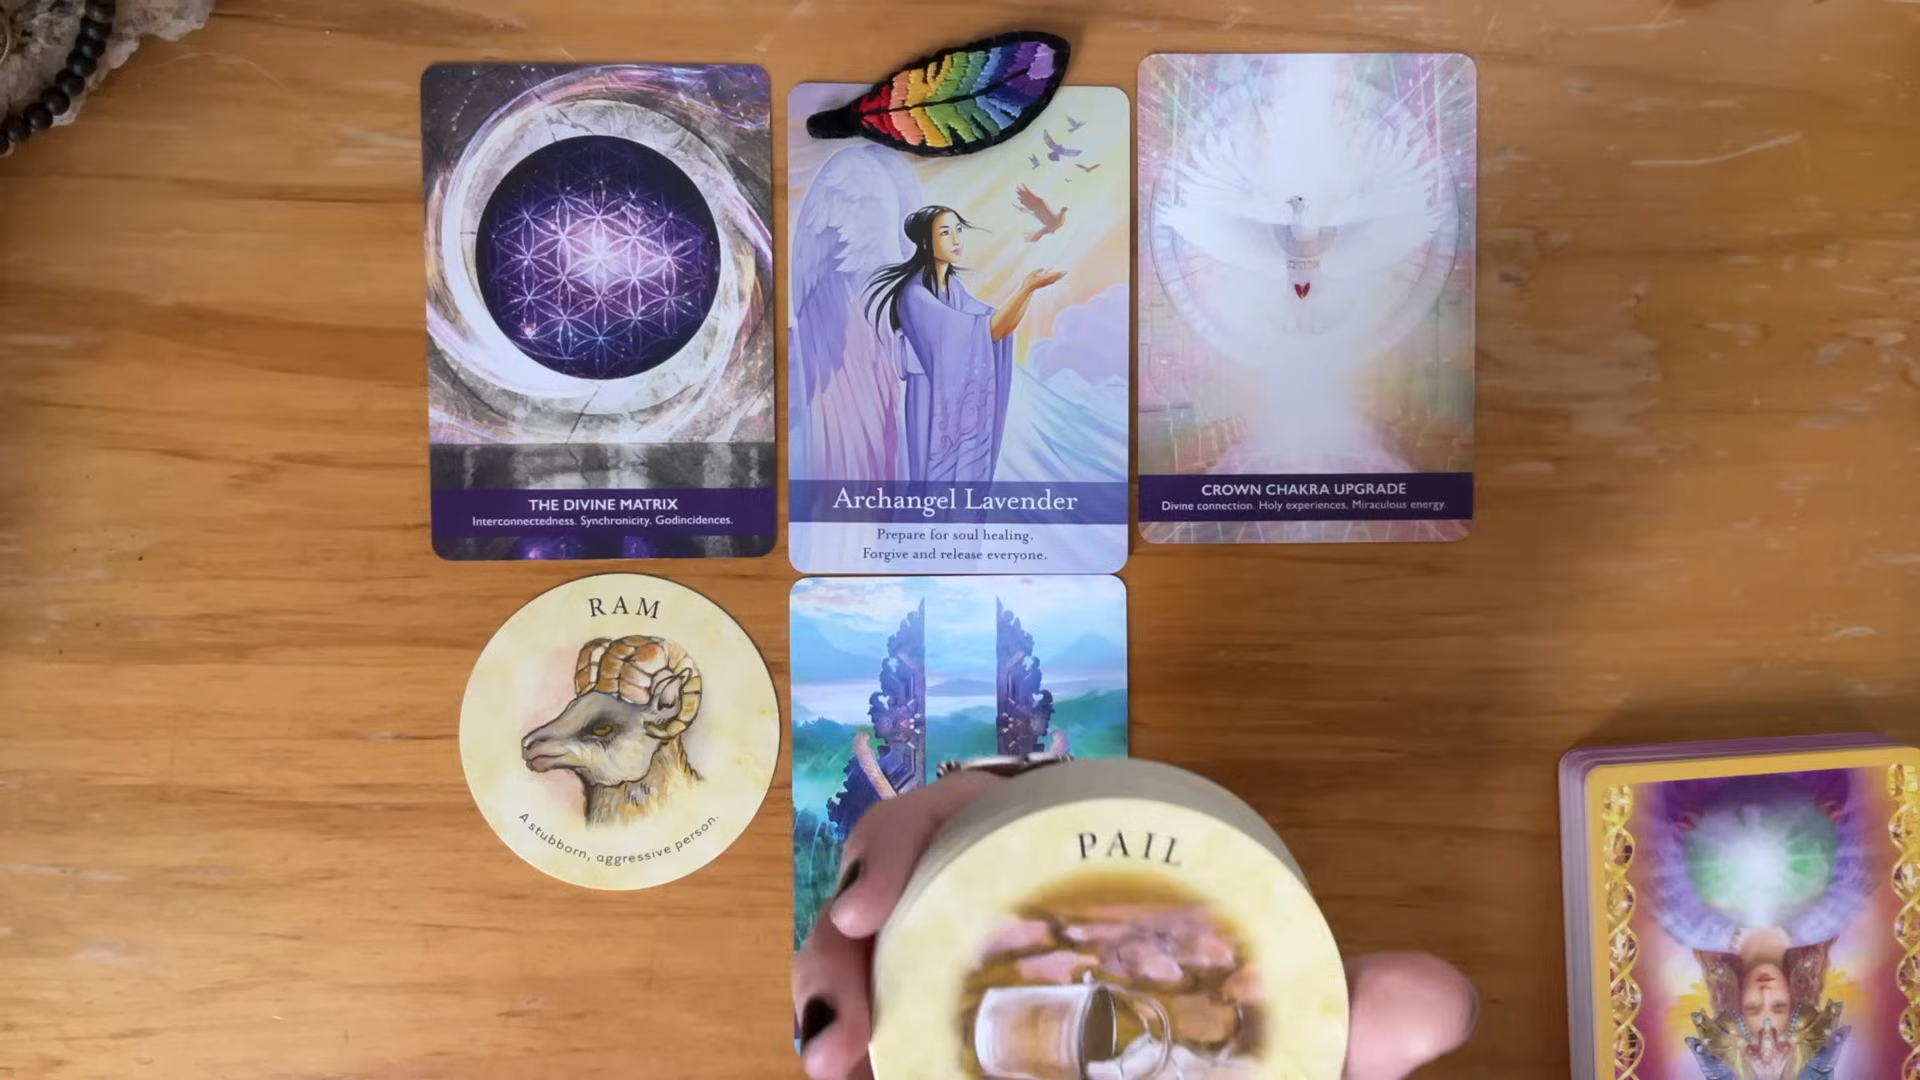 THE DIVINE MATRIX
Interconnectedness. Synchronicity. Godincidences.
Archangel Lavender
Prepare for soul healing.
Forgive and release everyone.
CROWN CHAKRA UPGRADE
Divine connection. Holy experiences. Miraculous energy.
RAM
A stubborn, aggressive person.
PAIL